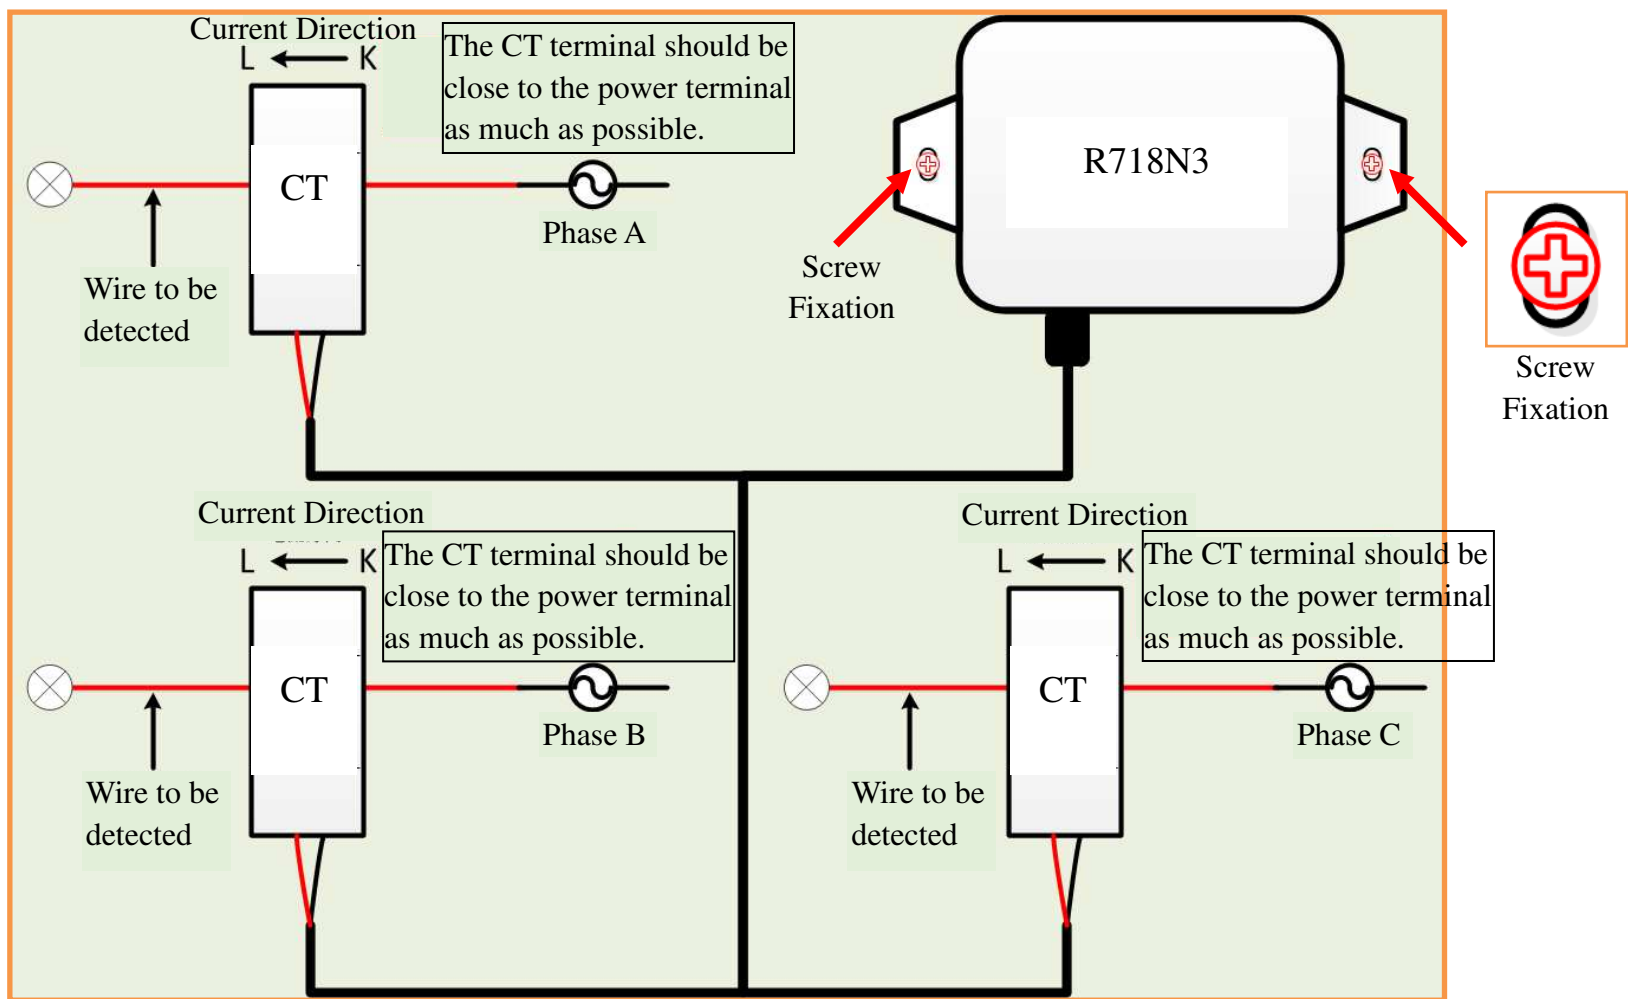 Current Direction
L K
The CT terminal should be
close to the power terminal
as much as possible.
CT
Phase A
Wire to be
detected
R718N3
Screw
Fixation
Screw
Fixation
Current Direction
L K
The CT terminal should be
close to the power terminal
as much as possible.
CT
Phase B
Wire to be
detected
Current Direction
L K
The CT terminal should be
close to the power terminal
as much as possible.
CT
Phase C
Wire to be
detected